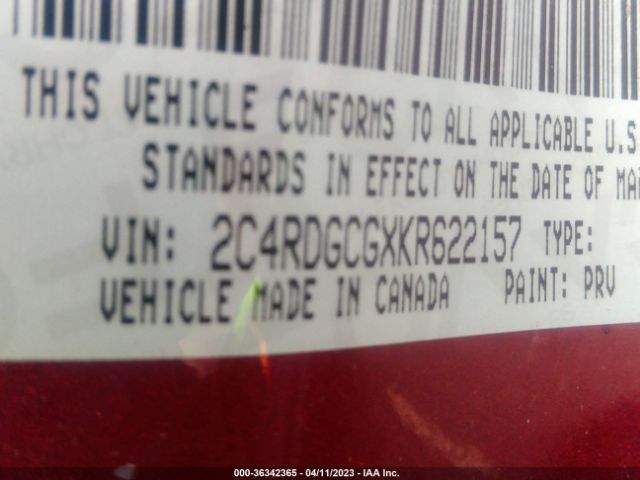 THIS VEHICLE CONFORMS TO ALL APPLICABLE U.S
STANDARDS IN EFFECT ON THE DATE OF MA
VIN: 2C4RDGCGXKR622157 TYPE:
VEHICLE MADE IN CANADA PAINT: PRV
000-36342365 - 04/11/2023 - IAA Inc.